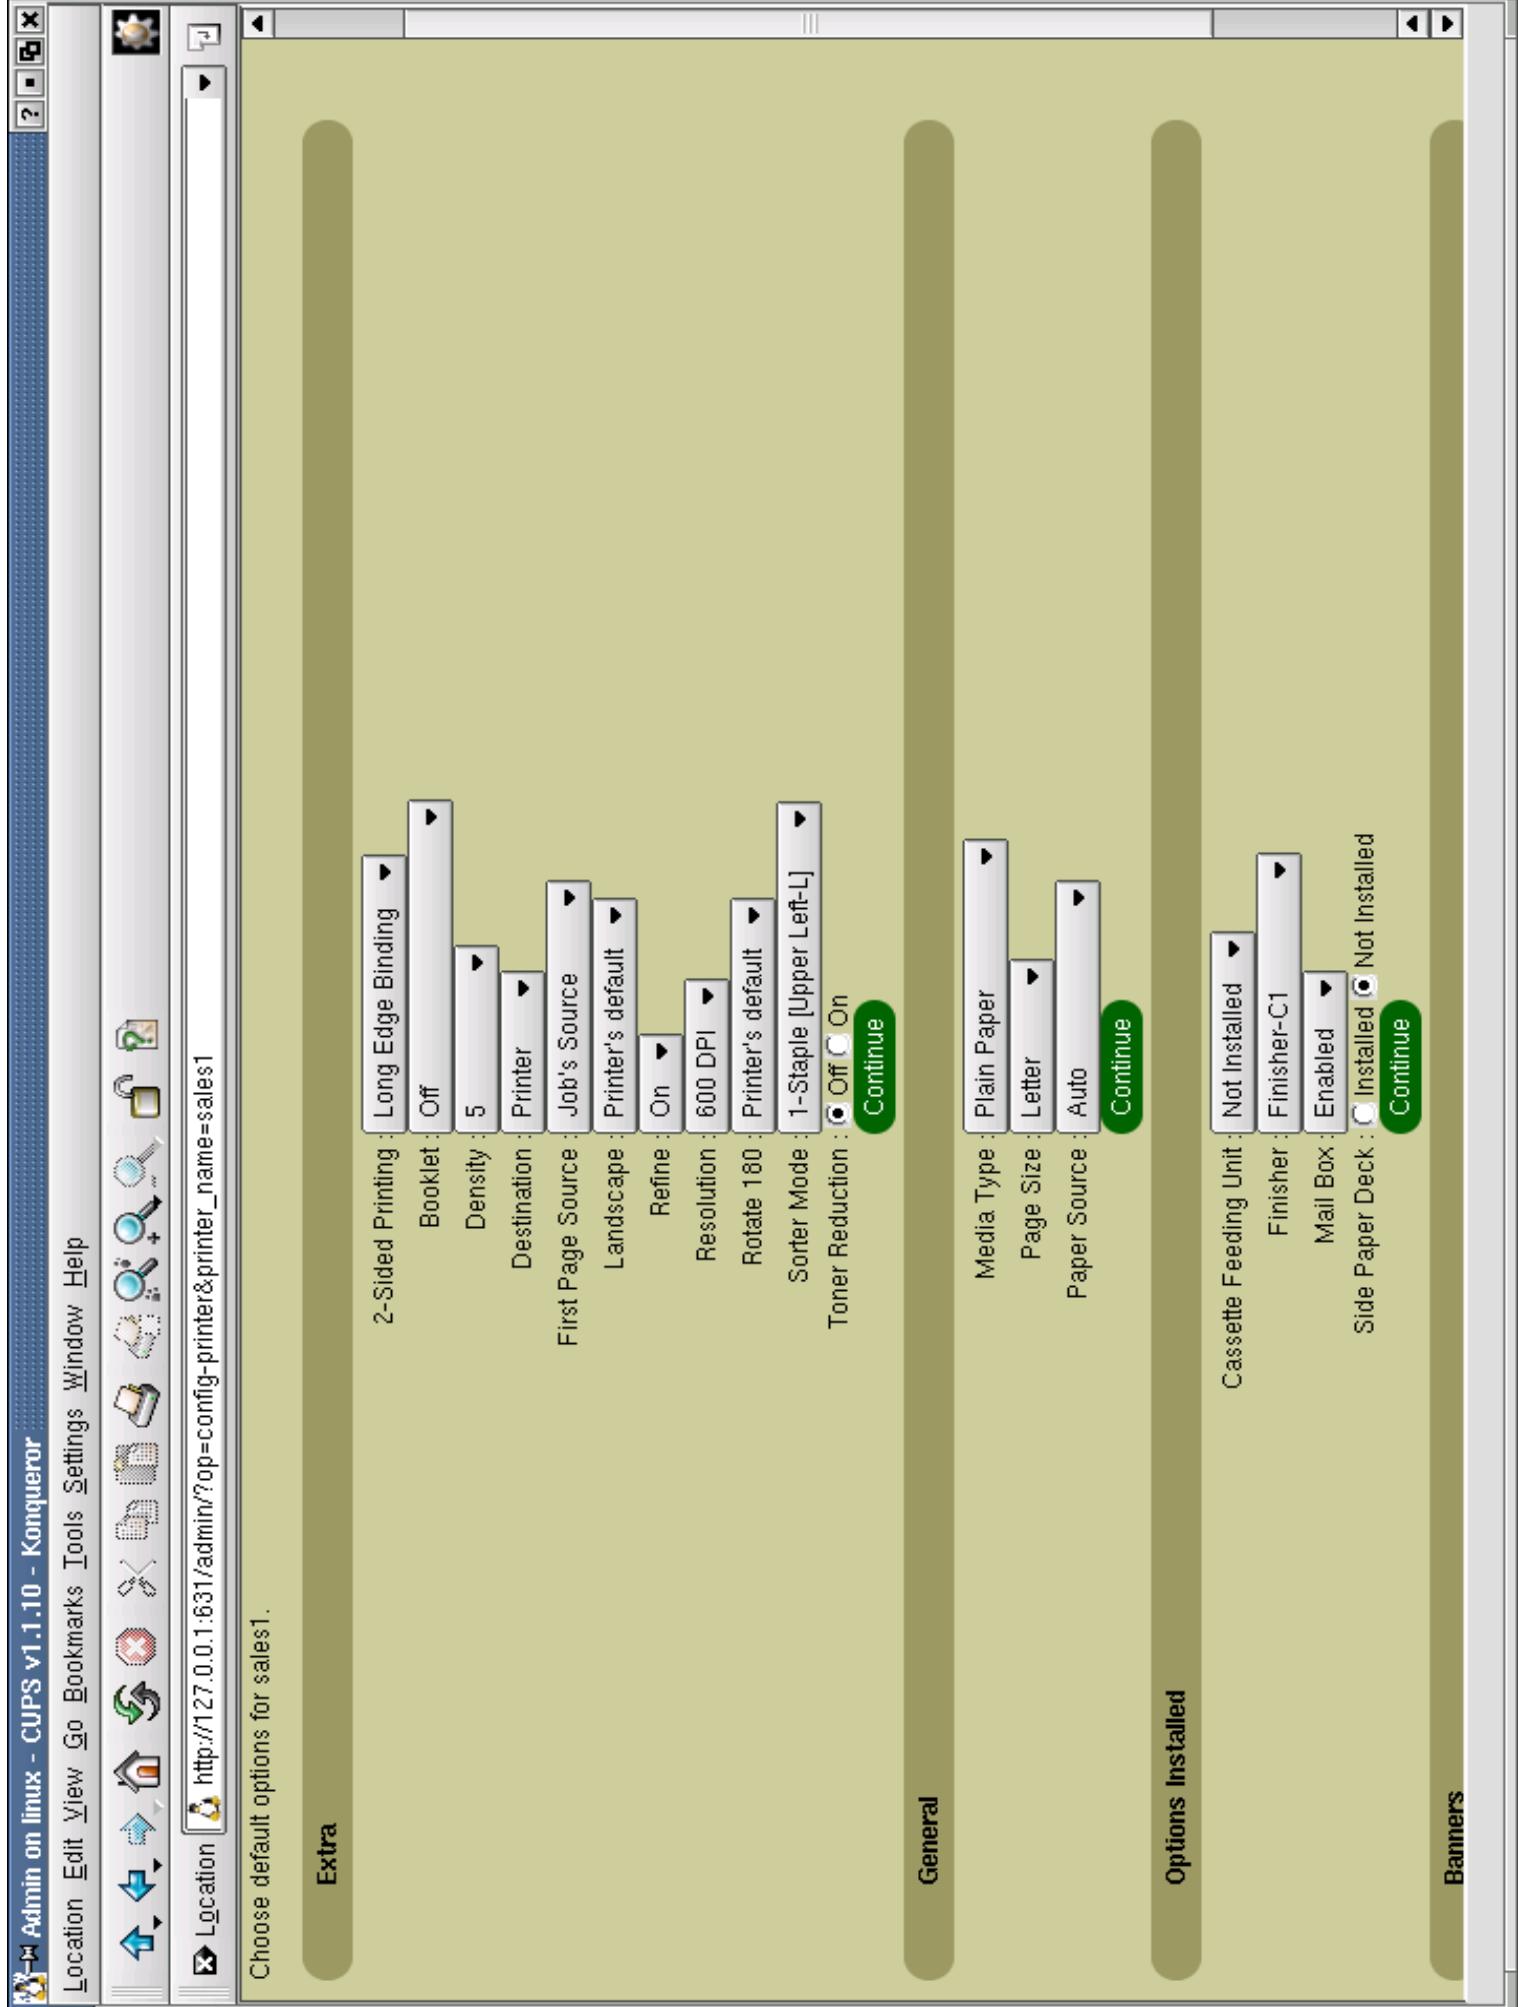 Admin on linux - CUPS v1.1.10 - Konqueror
Location Edit View Go Bookmarks Tools Settings Window Help
Location http://127.0.0.1:631/admin/?op=config-printer&printer_name=sales1
Choose default options for sales1.
Extra
2-Sided Printing : Long Edge Binding
Booklet : Off
Density : 5
Destination : Printer
First Page Source : Job's Source
Landscape : Printer's default
Refine : On
Resolution : 600 DPI
Rotate 180 : Printer's default
Sorter Mode : 1-Staple [Upper Left-L]
Toner Reduction : Off On
Continue
General
Media Type : Plain Paper
Page Size : Letter
Paper Source : Auto
Continue
Options Installed
Cassette Feeding Unit : Not Installed
Finisher : Finisher-C1
Mail Box : Enabled
Side Paper Deck : Installed Not Installed
Continue
Banners